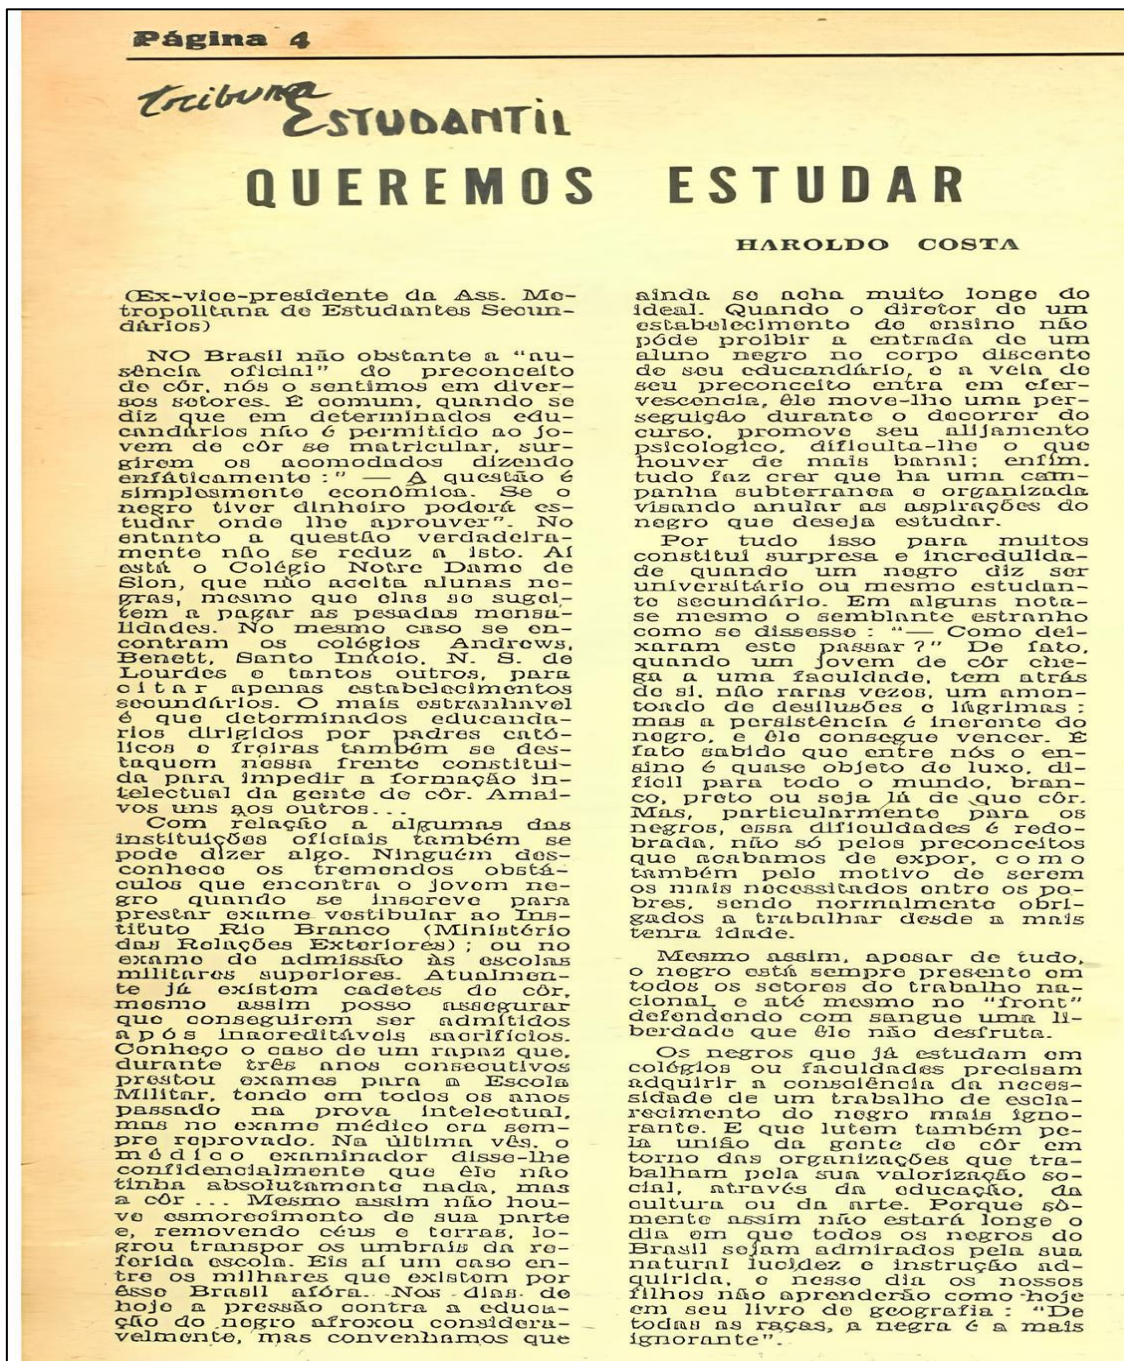 Página 4
tribuna
ESTUDANTIL
QUEREMOS ESTUDAR
HAROLDO COSTA
(Ex-vice-presidente da Ass. Me-
tropolitana de Estudantes Secun-
dários)
NO Brasil não obstante a "au-
sência oficial" do preconceito
de côr, nós o sentimos em diver-
sos setores. É comum, quando se
diz que em determinados edu-
candários não é permitido ao jo-
vem de côr se matricular, sur-
girem os acomodados dizendo
enfáticamente :" — A questão é
simplesmente econômica. Se o
negro tiver dinheiro poderá es-
tudar onde lhe aprouver". No
entanto a questão verdadeira-
mente não se reduz a isto. Aí
está o Colégio Notre Dame de
Sion, que não aceita alunas ne-
gras, mesmo que elas se sugei-
tem a pagar as pesadas mensa-
lidades. No mesmo caso se en-
contram os colégios Andrews,
Benett, Santo Inácio, N. S. de
Lourdes e tantos outros, para
citar apenas estabelecimentos
secundários. O mais estranhavel
é que determinados educanda-
rios dirigidos por padres cató-
licos e freiras também se des-
taquem nessa frente constitui-
da para impedir a formação in-
telectual da gente de côr. Amai-
vos uns aos outros...
Com relação a algumas das
instituições oficiais também se
pode dizer algo. Ninguém des-
conhece os tremendos obstá-
culos que encontra o jovem ne-
gro quando se inscreve para
prestar exame vestibular ao Ins-
tituto Rio Branco (Ministério
das Relações Exteriores) ; ou no
exame de admissão às escolas
militares superiores. Atualmen-
te já existem cadetes de côr,
mesmo assim posso assegurar
que conseguirem ser admitidos
após inacreditáveis sacrifícios.
Conheço o caso de um rapaz que,
durante três anos consecutivos
prestou exames para a Escola
Militar, tendo em todos os anos
passado na prova intelectual,
mas no exame médico era sem-
pre reprovado. Na última vês, o
médico examinador disse-lhe
confidencialmente que êle não
tinha absolutamente nada, mas
a côr ... Mesmo assim não hou-
ve esmorecimento de sua parte
e, removendo céus e terras, lo-
grou transpor os umbrais da re-
ferida escola. Eis aí um caso en-
tre os milhares que existem por
êsse Brasil afóra. Nos dias de
hoje a pressão contra a educa-
ção do negro afroxou considera-
velmente, mas convenhamos que
ainda se acha muito longe do
ideal. Quando o diretor de um
estabelecimento de ensino não
póde proibir a entrada de um
aluno negro no corpo discente
de seu educandário, e a veia de
seu preconceito entra em efer-
vescencia, êle move-lhe uma per-
seguição durante o decorrer do
curso, promove seu alijamento
psicologico, dificulta-lhe o que
houver de mais banal; enfim,
tudo faz crer que ha uma cam-
panha subterranea e organizada
visando anular as aspirações do
negro que deseja estudar.
Por tudo isso para muitos
constitui surpresa e incredulida-
de quando um negro diz ser
universitário ou mesmo estudan-
te secundário. Em alguns nota-
se mesmo o semblante estranho
como se dissesse : "— Como dei-
xaram este passar ?" De fato,
quando um jovem de côr che-
ga a uma faculdade, tem atrás
de si, não raras vezes, um amon-
toado de desilusões e lágrimas ;
mas a persistência é inerente do
negro, e êle consegue vencer. É
fato sabido que entre nós o en-
sino é quase objeto de luxo, di-
fícil para todo o mundo, bran-
co, preto ou seja lá de que côr.
Mas, particularmente para os
negros, essa dificuldades é redo-
brada, não só pelos preconceitos
que acabamos de expor, como
também pelo motivo de serem
os mais necessitados entre os po-
bres, sendo normalmente obri-
gados a trabalhar desde a mais
tenra idade.
Mesmo assim, apesar de tudo,
o negro está sempre presente em
todos os setores do trabalho na-
cional, e até mesmo no "front"
defendendo com sangue uma li-
berdade que êle não desfruta.
Os negros que já estudam em
colégios ou faculdades precisam
adquirir a consciência da neces-
sidade de um trabalho de escla-
recimento do negro mais igno-
rante. E que lutem também pe-
la união da gente de côr em
torno das organizações que tra-
balham pela sua valorização so-
cial, através da educação, da
cultura ou da arte. Porque sò-
mente assim não estará longe o
dia em que todos os negros do
Brasil sejam admirados pela sua
natural lucidez e instrução ad-
quirida, e nesse dia os nossos
filhos não aprenderão como hoje
em seu livro de geografia : "De
todas as raças, a negra é a mais
ignorante".